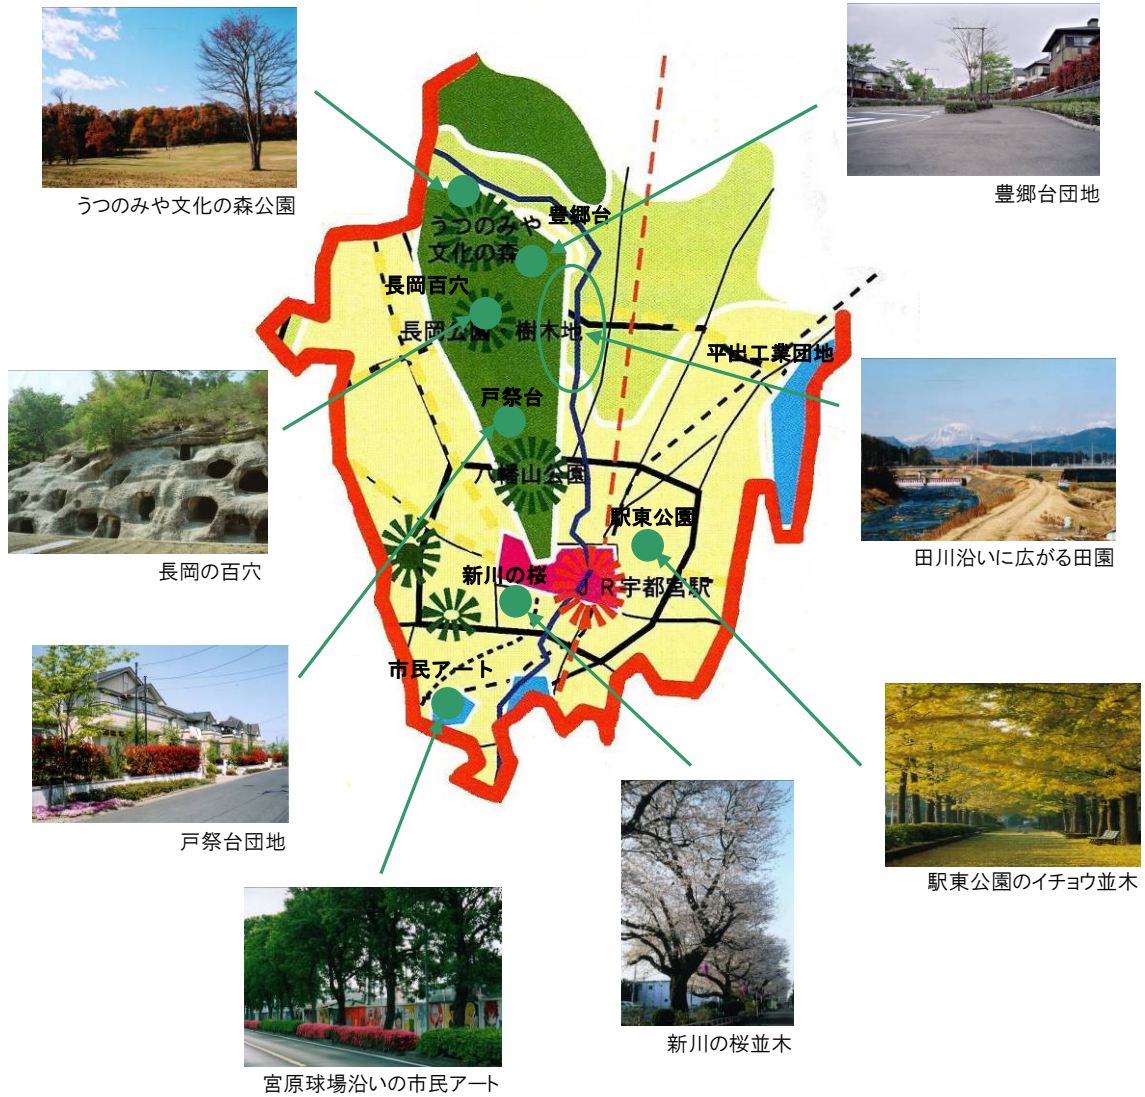 うつのみや文化の森公園
豊郷台団地
豊郷台
うつのみや
文化の森
長岡百穴
長岡公園
樹木地
平出工業団地
戸祭台
八幡山公園
駅東公園
新川の桜
JR宇都宮駅
市民アート
長岡の百穴
田川沿いに広がる田園
戸祭台団地
駅東公園のイチョウ並木
新川の桜並木
宮原球場沿いの市民アート